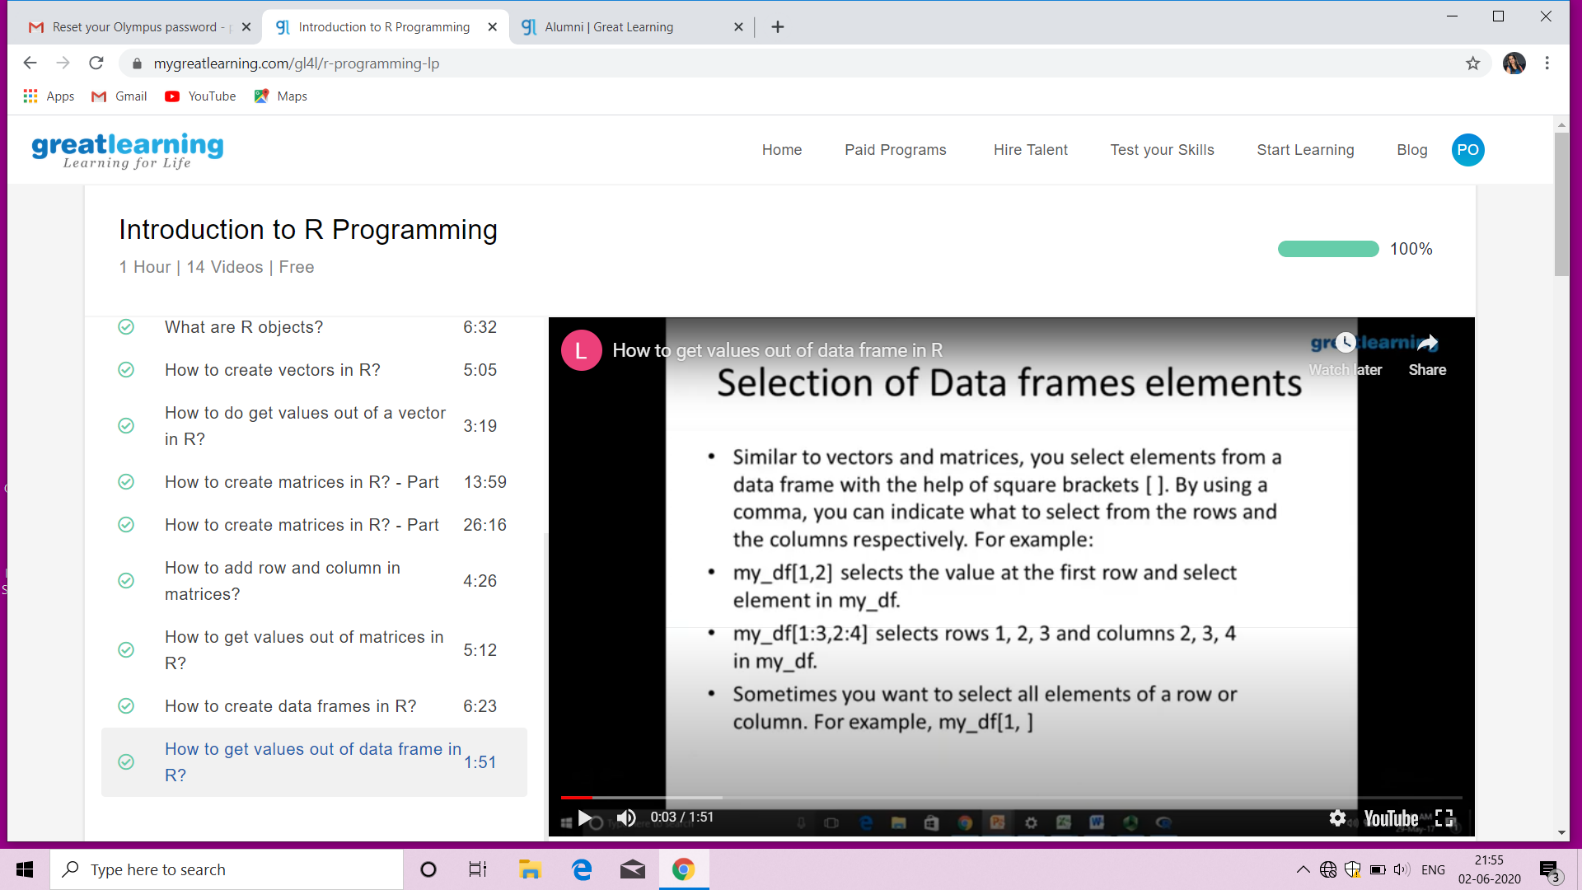 Reset your Olympus password -
Introduction to R Programming
Alumni | Great Learning
mygreatlearning.com/gl4l/r-programming-lp
Apps
Gmail
YouTube
Maps
greatlearning
Learning for Life
Home
Paid Programs
Hire Talent
Test your Skills
Start Learning
Blog
PO
Introduction to R Programming
1 Hour | 14 Videos | Free
100%
What are R objects? 6:32
How to create vectors in R? 5:05
How to do get values out of a vector
in R?
3:19
How to create matrices in R? - Part 13:59
How to create matrices in R? - Part 26:16
How to add row and column in
matrices?
4:26
How to get values out of matrices in
R?
5:12
How to create data frames in R? 6:23
How to get values out of data frame in
R?
1:51
L
How to get values out of data frame in R
Watch later
Share
Selection of Data frames elements
• Similar to vectors and matrices, you select elements from a
data frame with the help of square brackets [ ]. By using a
comma, you can indicate what to select from the rows and
the columns respectively. For example:
• my_df[1,2] selects the value at the first row and select
element in my_df.
• my_df[1:3,2:4] selects rows 1, 2, 3 and columns 2, 3, 4
in my_df.
• Sometimes you want to select all elements of a row or
column. For example, my_df[1, ]
0:03 / 1:51
YouTube
Type here to search
ENG
21:55
02-06-2020
3